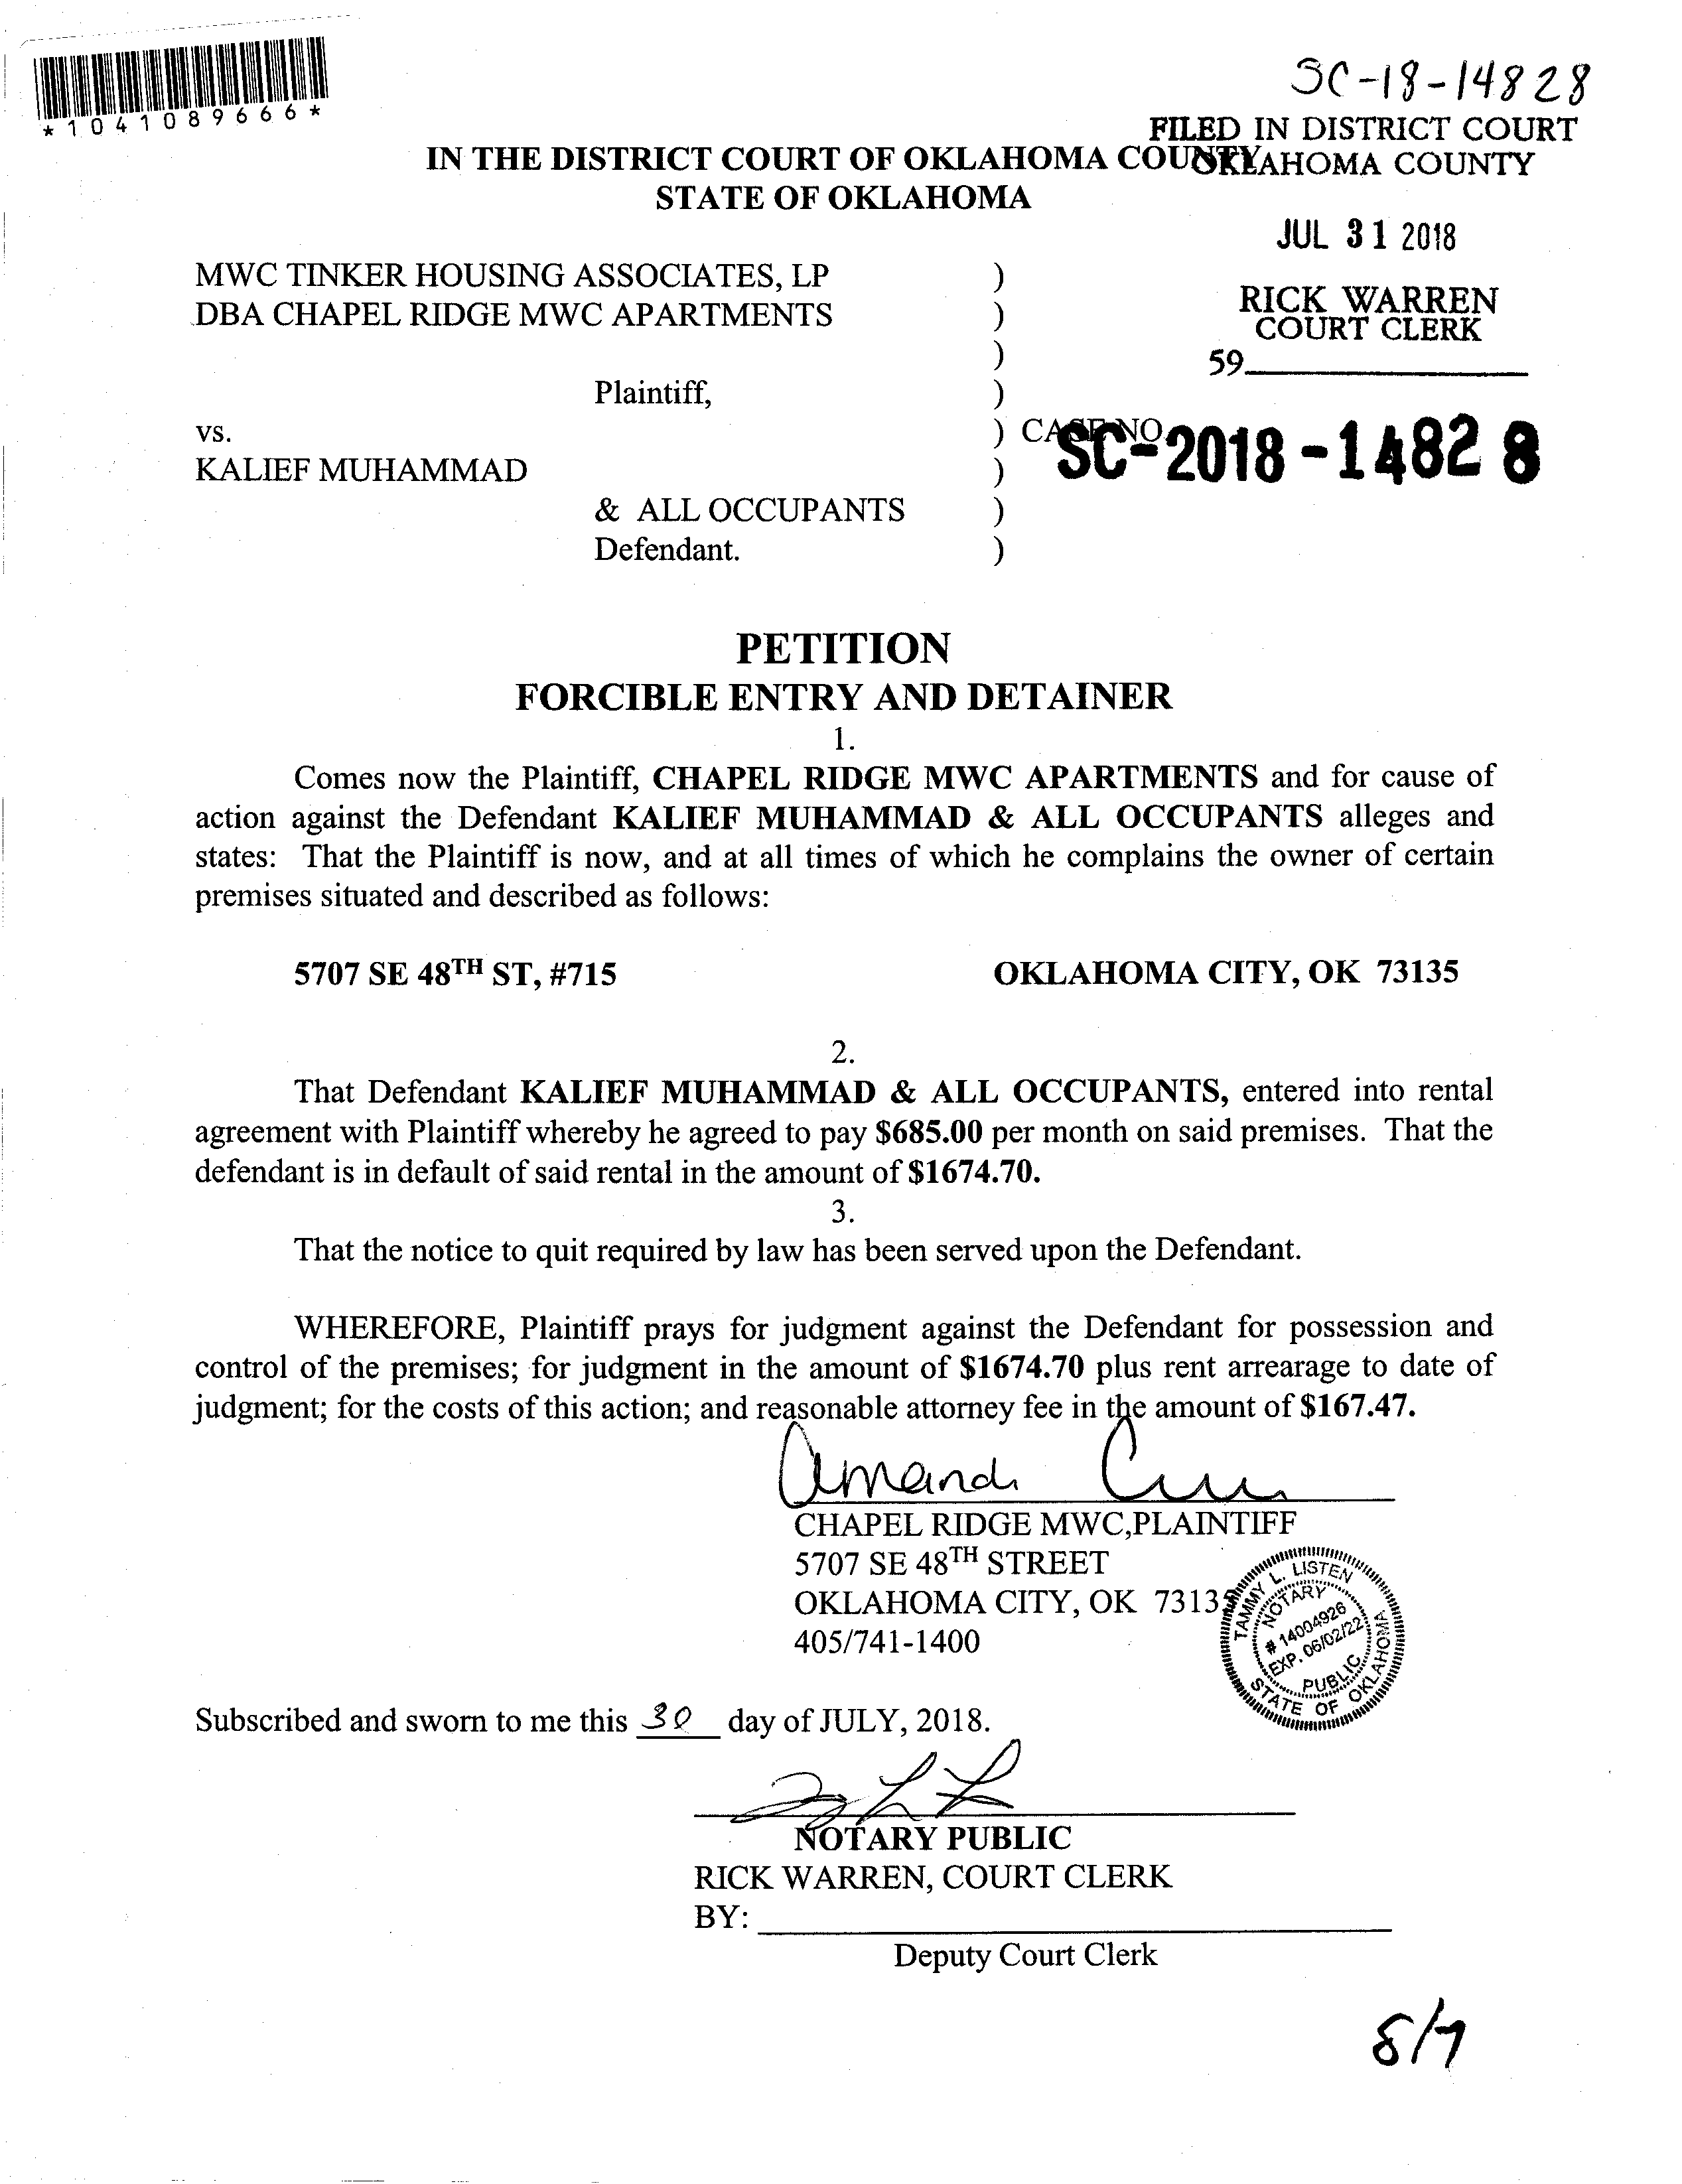 SC-18-14828
*1041089666*
FILED IN DISTRICT COURT
OKLAHOMA COUNTY
IN THE DISTRICT COURT OF OKLAHOMA COUNTY
STATE OF OKLAHOMA
JUL 31 2018
MWC TINKER HOUSING ASSOCIATES, LP )
DBA CHAPEL RIDGE MWC APARTMENTS )
RICK WARREN
COURT CLERK
)
59
Plaintiff, )
vs. ) CASE NO.
SC-2018-14828
KALIEF MUHAMMAD )
& ALL OCCUPANTS )
Defendant. )
PETITION
FORCIBLE ENTRY AND DETAINER
1.
Comes now the Plaintiff, CHAPEL RIDGE MWC APARTMENTS and for cause of
action against the Defendant KALIEF MUHAMMAD & ALL OCCUPANTS alleges and
states: That the Plaintiff is now, and at all times of which he complains the owner of certain
premises situated and described as follows:
5707 SE 48TH ST, #715 OKLAHOMA CITY, OK 73135
2.
That Defendant KALIEF MUHAMMAD & ALL OCCUPANTS, entered into rental
agreement with Plaintiff whereby he agreed to pay $685.00 per month on said premises. That the
defendant is in default of said rental in the amount of $1674.70.
3.
That the notice to quit required by law has been served upon the Defendant.
WHEREFORE, Plaintiff prays for judgment against the Defendant for possession and
control of the premises; for judgment in the amount of $1674.70 plus rent arrearage to date of
judgment; for the costs of this action; and reasonable attorney fee in the amount of $167.47.
CHAPEL RIDGE MWC,PLAINTIFF
5707 SE 48TH STREET
OKLAHOMA CITY, OK 73135
405/741-1400
TAMMY L. LISTEN
NOTARY
# 14004926
EXP. 06/02/22
PUBLIC
STATE OF OKLAHOMA
Subscribed and sworn to me this 30 day of JULY, 2018.
NOTARY PUBLIC
RICK WARREN, COURT CLERK
BY:
Deputy Court Clerk
8/7